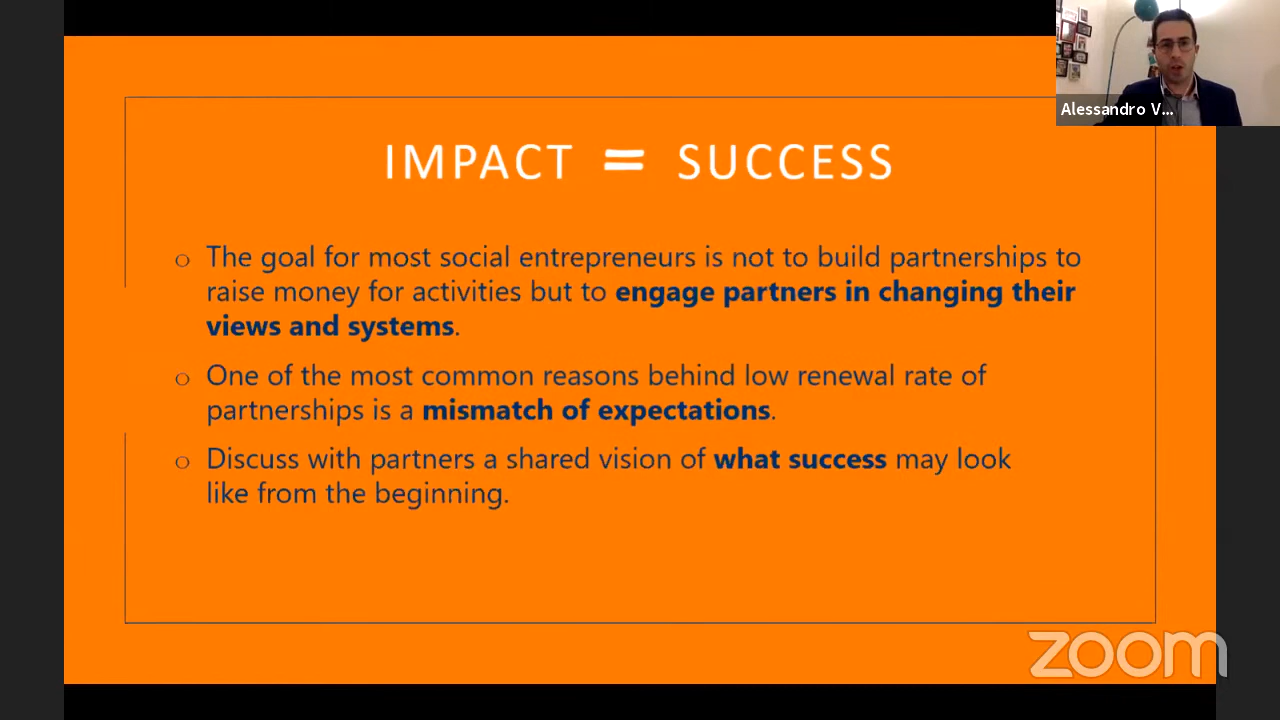 Alessandro V...
IMPACT = SUCCESS
○ The goal for most social entrepreneurs is not to build partnerships to
raise money for activities but to engage partners in changing their
views and systems.
○ One of the most common reasons behind low renewal rate of
partnerships is a mismatch of expectations.
○ Discuss with partners a shared vision of what success may look
like from the beginning.
zoom